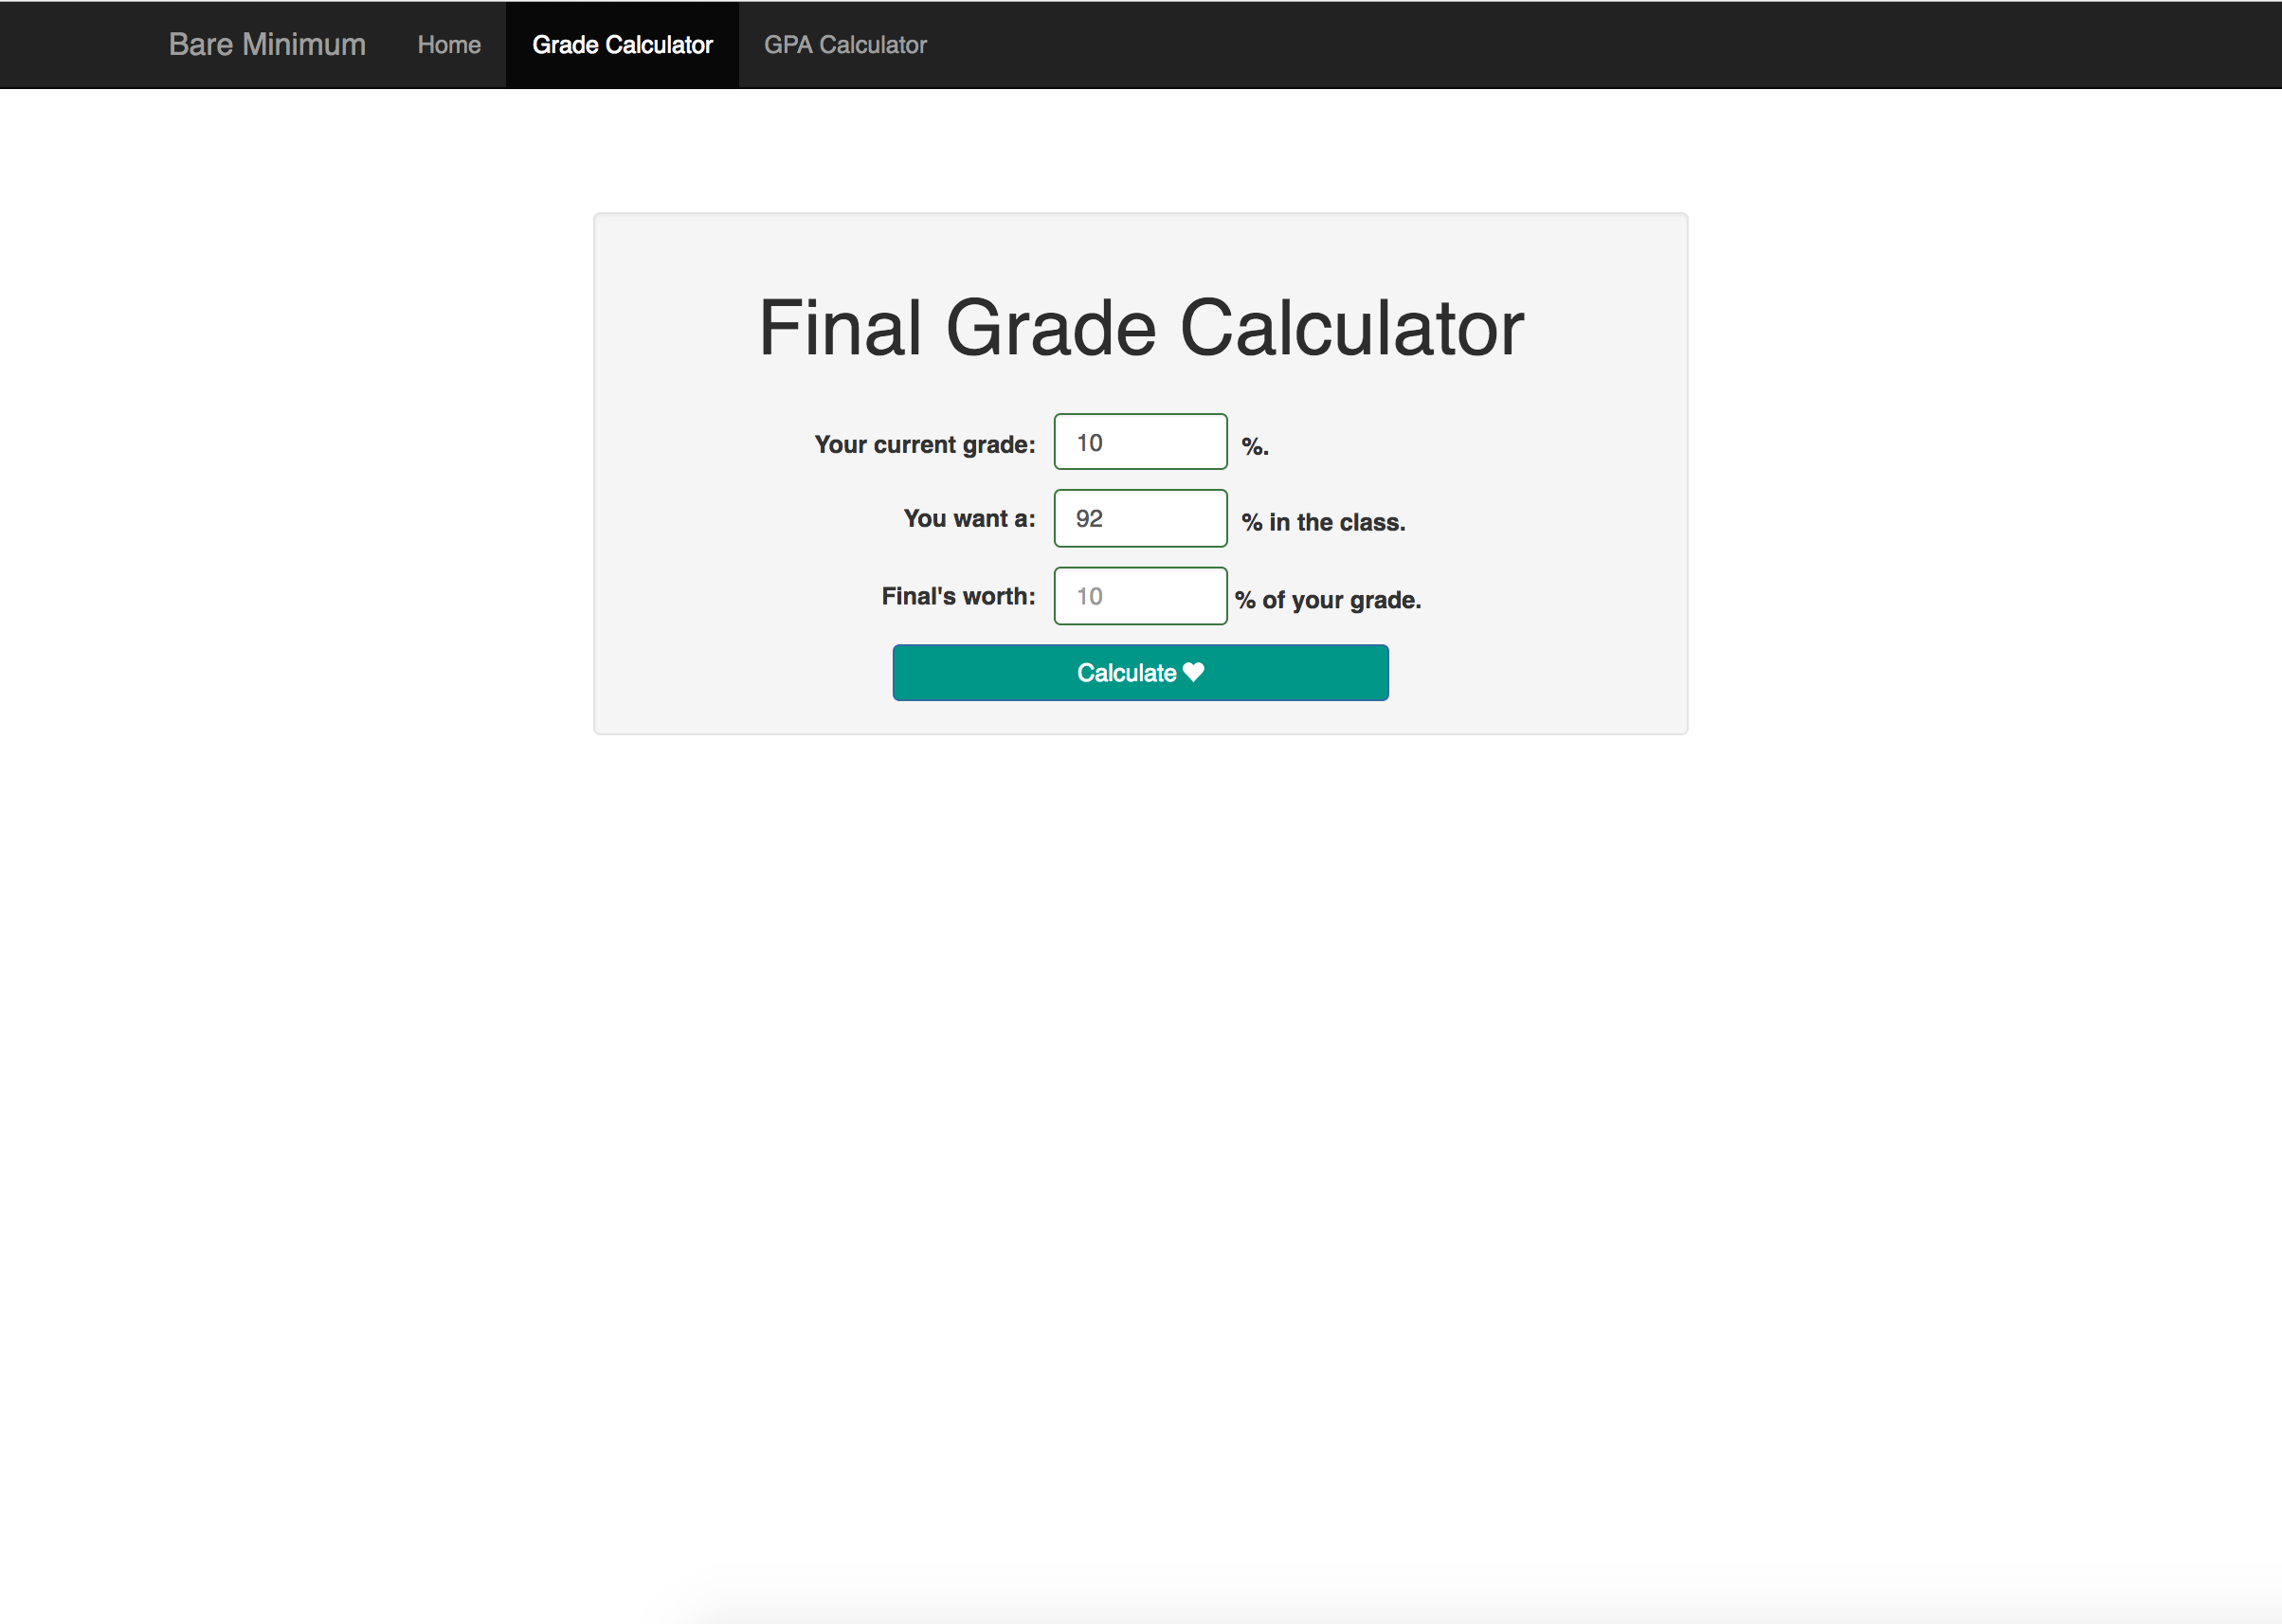 Bare Minimum Home Grade Calculator GPA Calculator
Final Grade Calculator
Your current grade: 10 %.
You want a: 92 % in the class.
Final's worth: 10 % of your grade.
Calculate